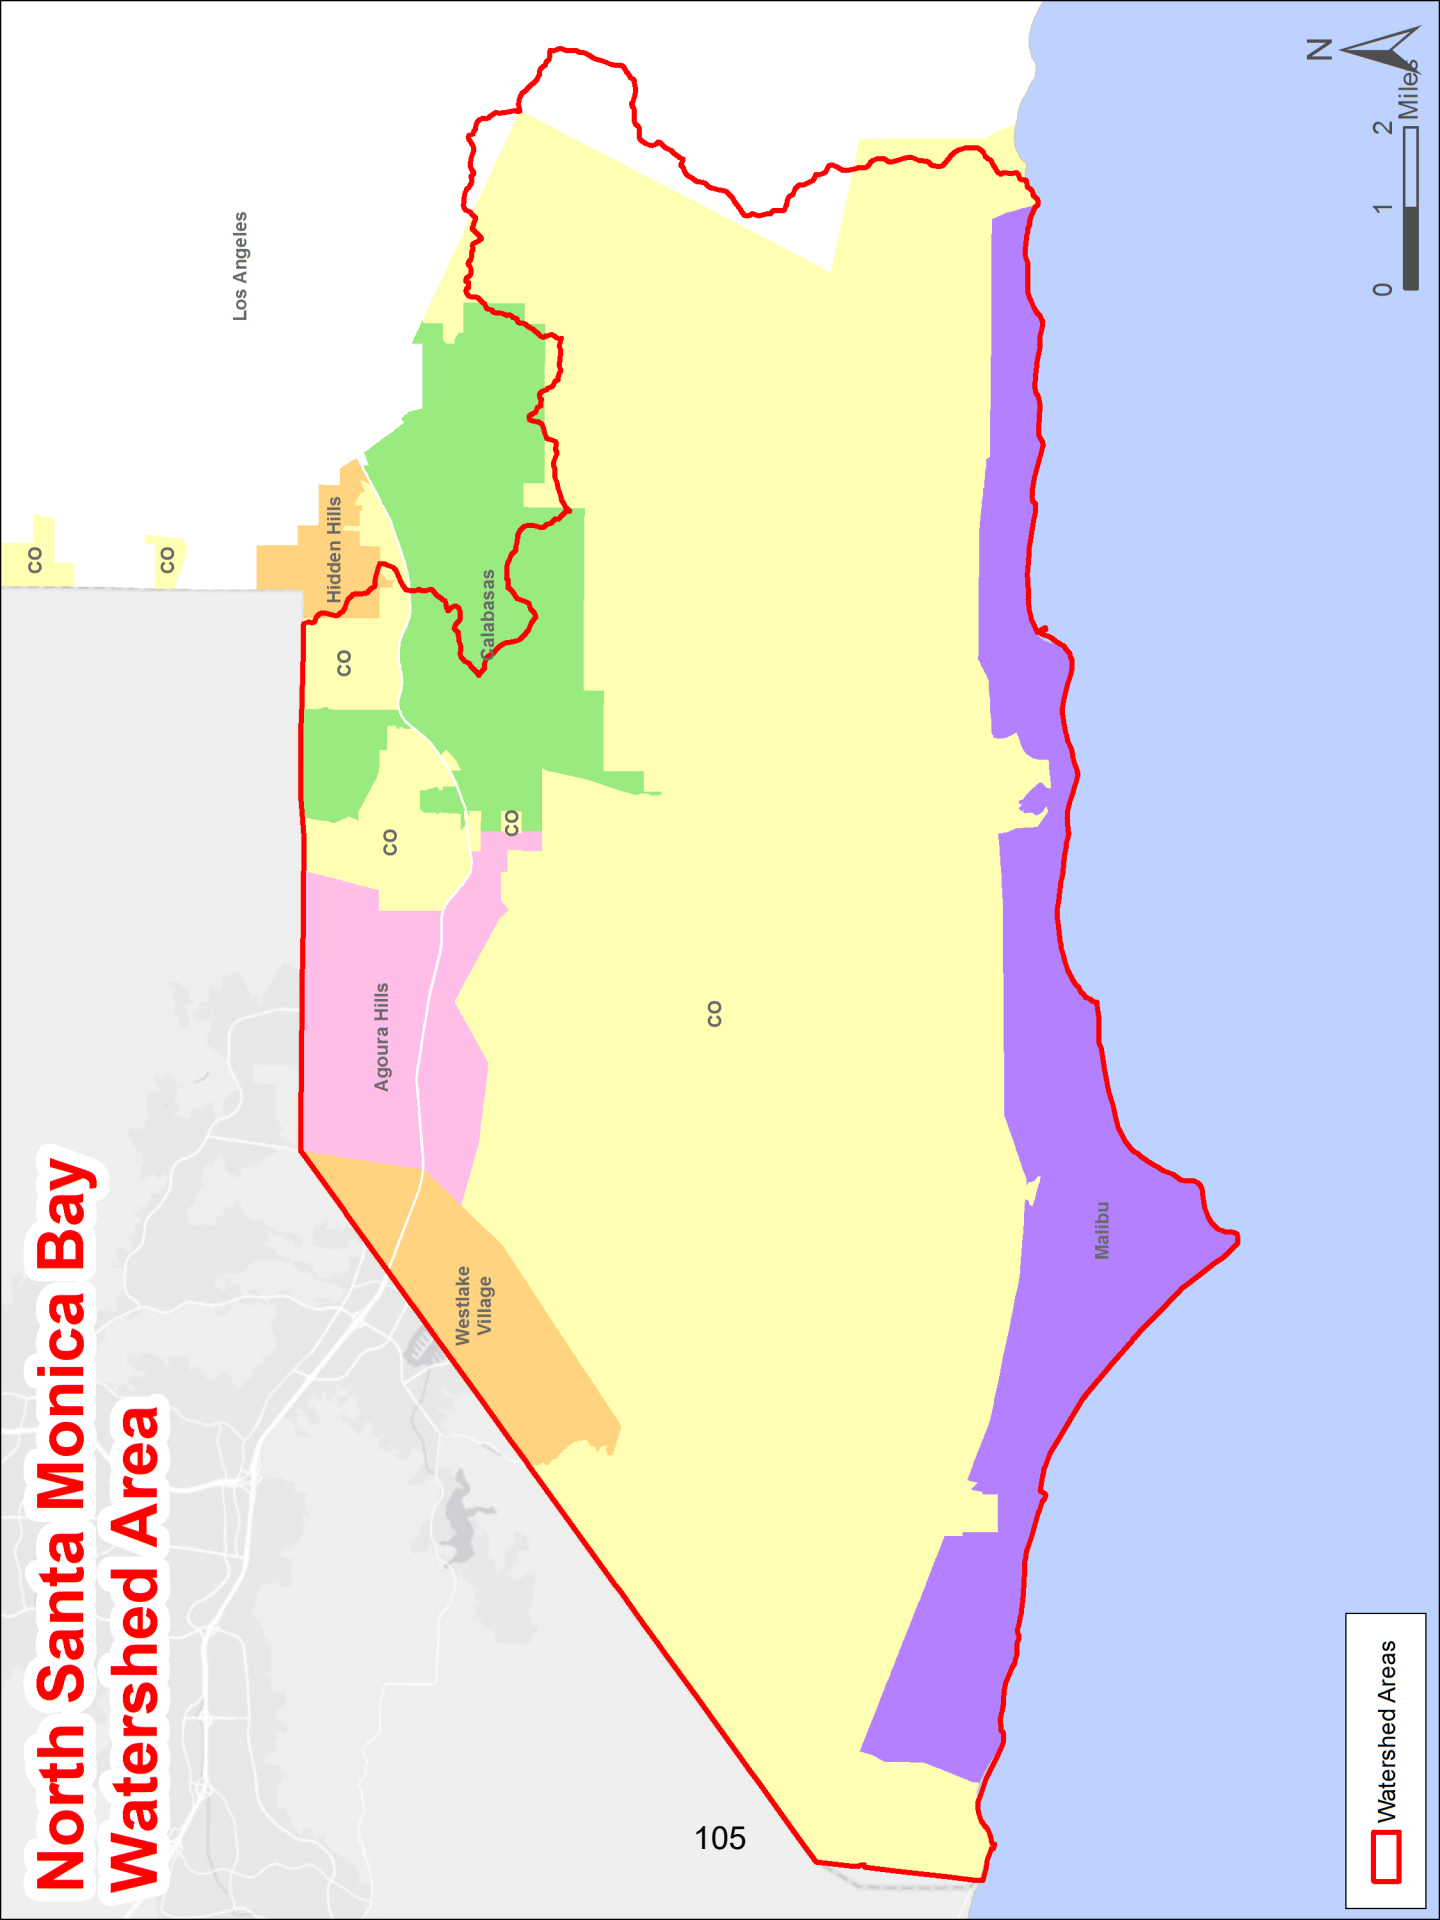 North Santa Monica Bay
Watershed Area
Los Angeles
CO
CO
Hidden Hills
CO
Calabasas
CO
CO
Agoura Hills
CO
Westlake
Village
Malibu
N
0 1 2
Miles
Watershed Areas
105